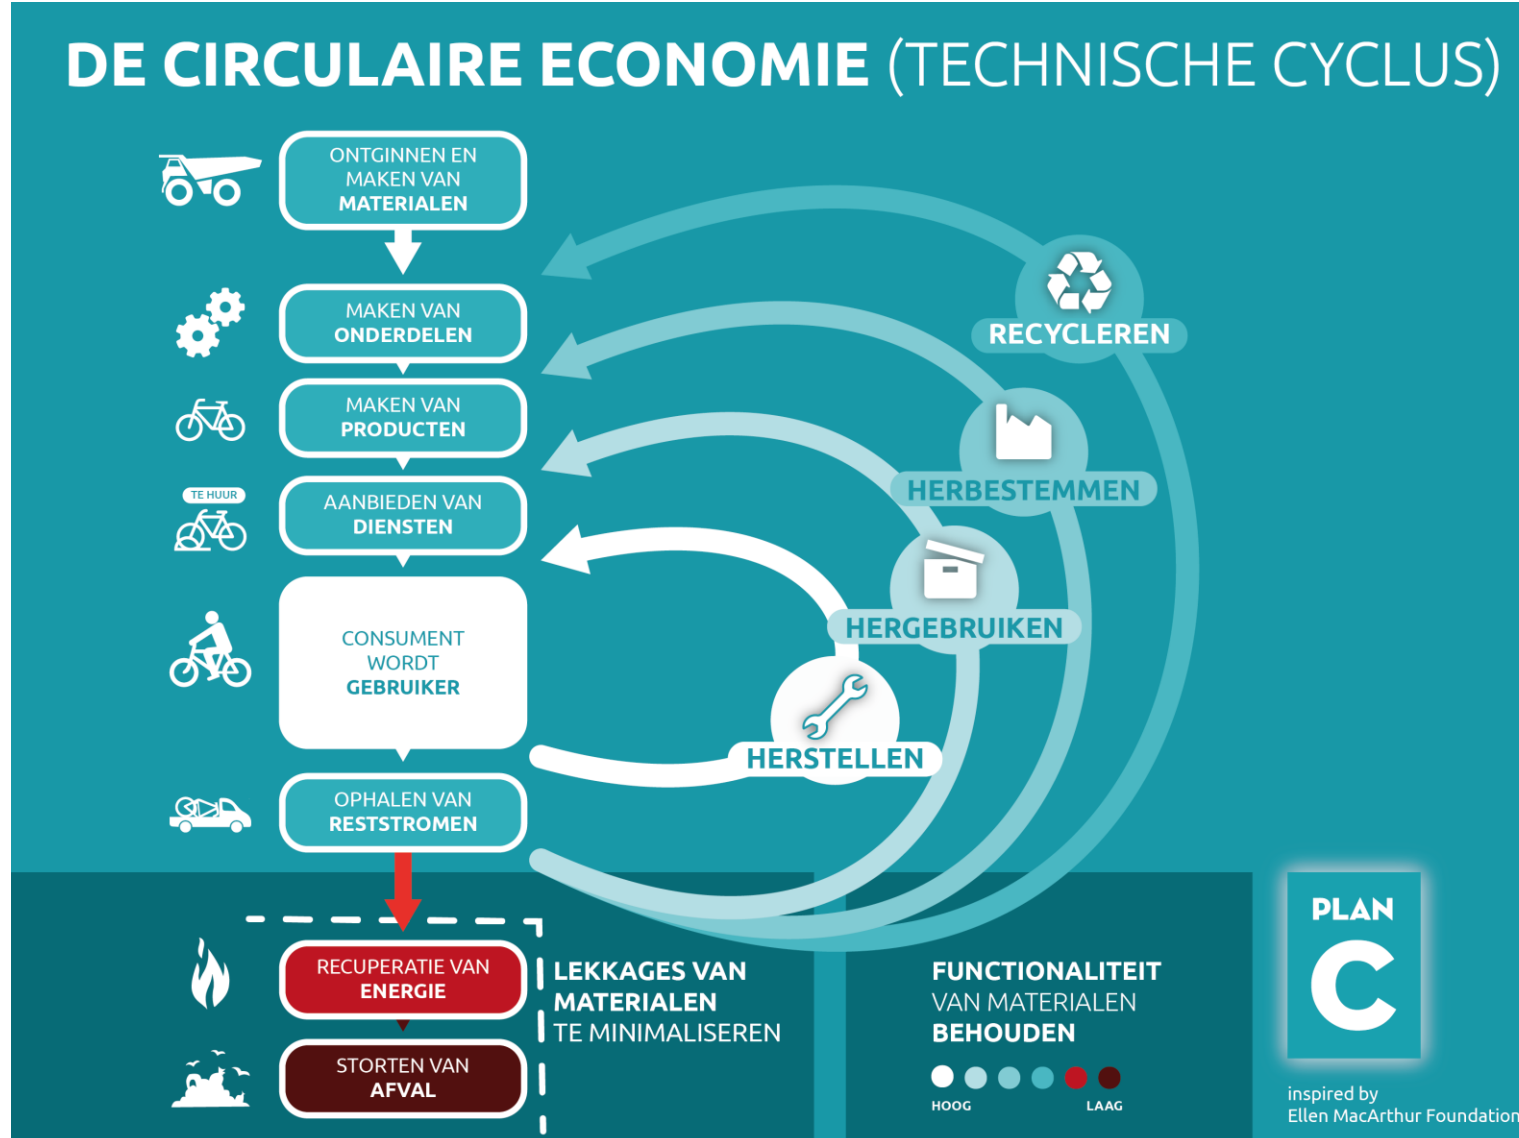 DE CIRCULAIRE ECONOMIE (TECHNISCHE CYCLUS)
ONTGINNEN EN
MAKEN VAN
MATERIALEN
MAKEN VAN
ONDERDELEN
MAKEN VAN
PRODUCTEN
TE HUUR
AANBIEDEN VAN
DIENSTEN
CONSUMENT
WORDT
GEBRUIKER
OPHALEN VAN
RESTSTROMEN
RECUPERATIE VAN
ENERGIE
STORTEN VAN
AFVAL
RECYCLEREN
HERBESTEMMEN
HERGEBRUIKEN
HERSTELLEN
LEKKAGES VAN
MATERIALEN
TE MINIMALISEREN
FUNCTIONALITEIT
VAN MATERIALEN
BEHOUDEN
HOOG LAAG
PLAN
C
inspired by
Ellen MacArthur Foundation